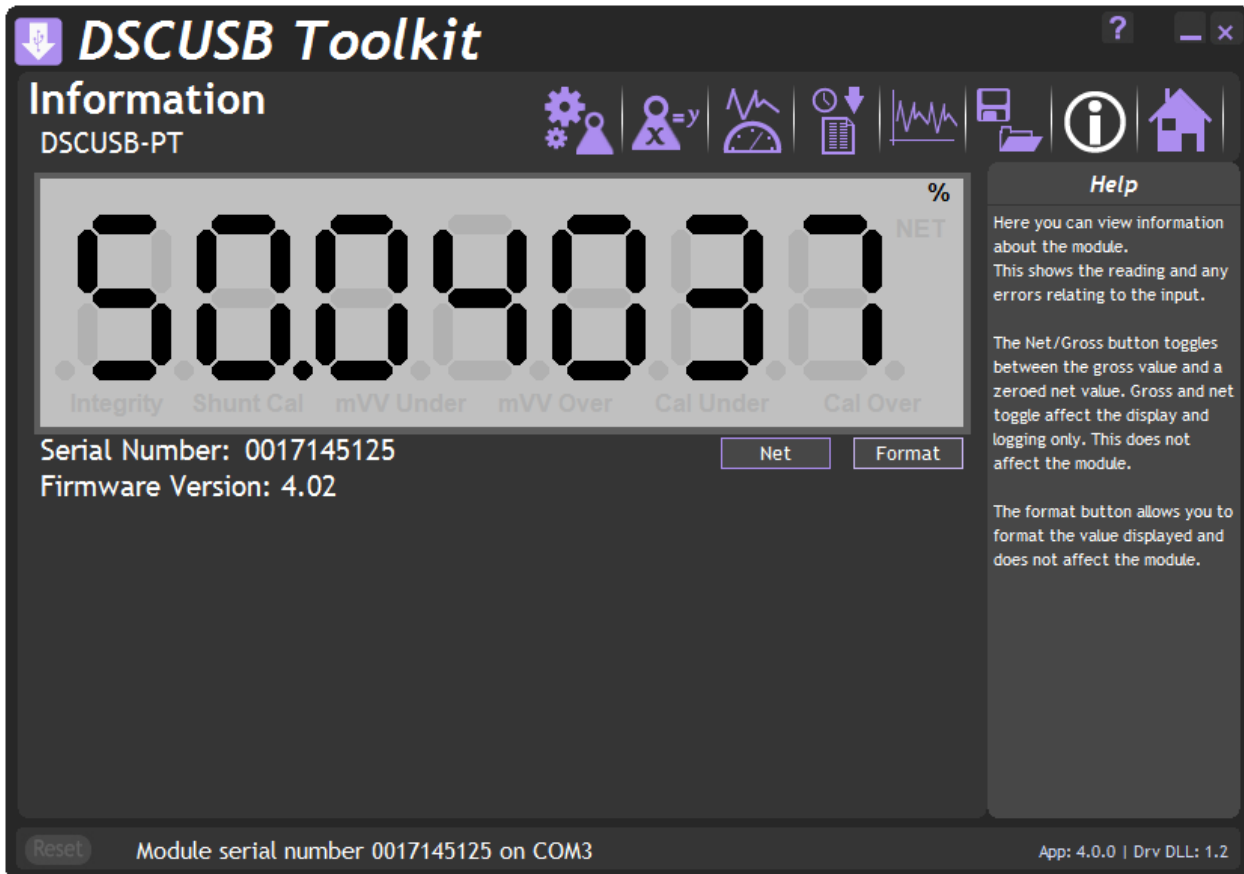 DSCUSB Toolkit
?
Information
DSCUSB-PT
x =y
%
50.04037
NET
Integrity Shunt Cal mVV Under mVV Over Cal Under Cal Over
Serial Number: 0017145125
Net Format
Firmware Version: 4.02
Help
Here you can view information
about the module.
This shows the reading and any
errors relating to the input.
The Net/Gross button toggles
between the gross value and a
zeroed net value. Gross and net
toggle affect the display and
logging only. This does not
affect the module.
The format button allows you to
format the value displayed and
does not affect the module.
Reset
Module serial number 0017145125 on COM3
App: 4.0.0 | Drv DLL: 1.2